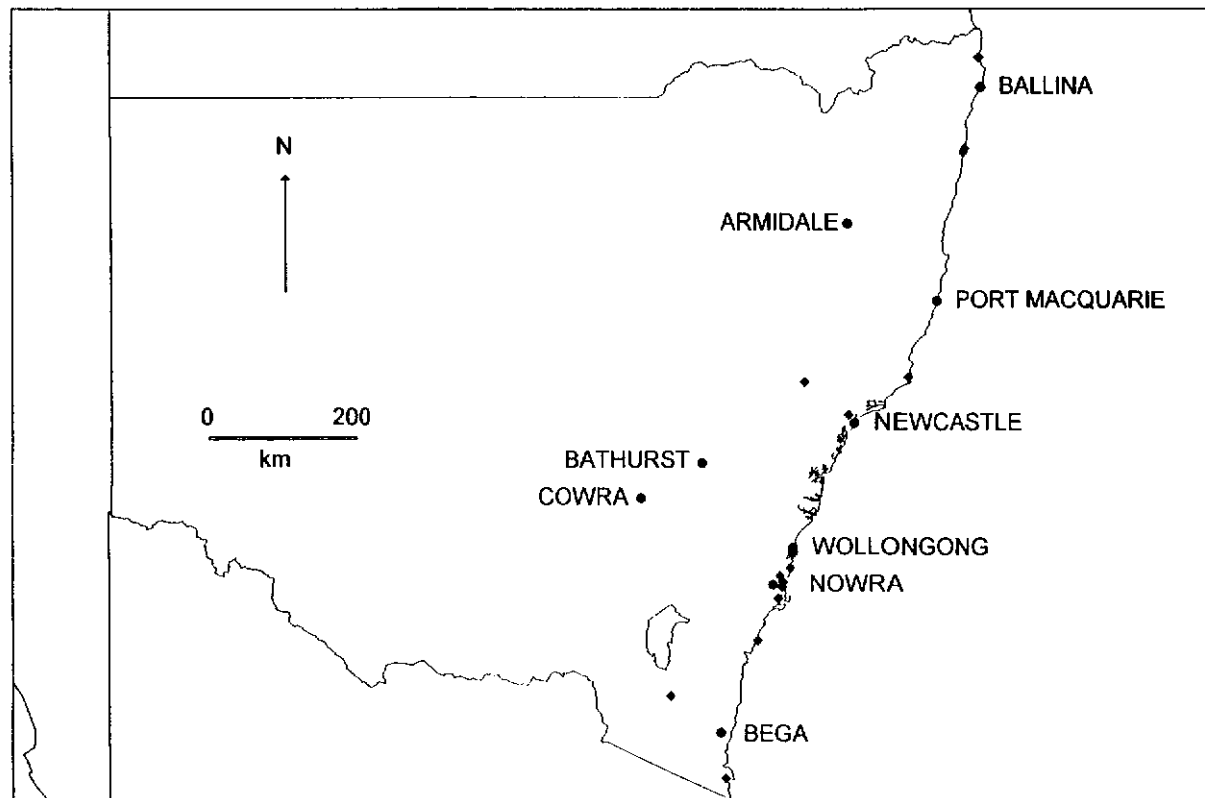 BALLINA
N
ARMIDALE
PORT MACQUARIE
0 200
km
NEWCASTLE
BATHURST
COWRA
WOLLONGONG
NOWRA
BEGA